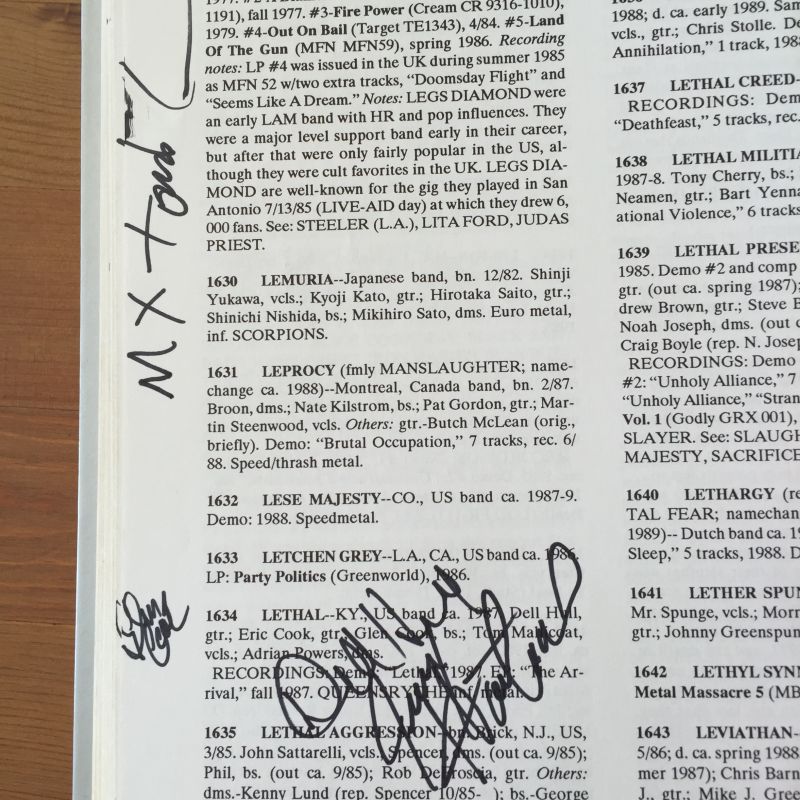 1191), fall 1977. #3-Fire Power (Cream CR 9316-1010),
1979. #4-Out On Bail (Target TE1343), 4/84. #5-Land
Of The Gun (MFN MFN59), spring 1986. Recording
notes: LP #4 was issued in the UK during summer 1985
as MFN 52 w/two extra tracks, “Doomsday Flight” and
“Seems Like A Dream.” Notes: LEGS DIAMOND were
an early LAM band with HR and pop influences. They
were a major level support band early in their career,
but after that were only fairly popular in the US, al-
though they were cult favorites in the UK. LEGS DIA-
MOND are well-known for the gig they played in San
Antonio 7/13/85 (LIVE-AID day) at which they drew 6,
000 fans. See: STEELER (L.A.), LITA FORD, JUDAS
PRIEST.
1630 LEMURIA--Japanese band, bn. 12/82. Shinji
Yukawa, vcls.; Kyoji Kato, gtr.; Hirotaka Saito, gtr.;
Shinichi Nishida, bs.; Mikihiro Sato, dms. Euro metal,
inf. SCORPIONS.
1631 LEPROCY (fmly MANSLAUGHTER; name-
change ca. 1988)--Montreal, Canada band, bn. 2/87.
Broon, dms.; Nate Kilstrom, bs.; Pat Gordon, gtr.; Mar-
tin Steenwood, vcls. Others: gtr.-Butch McLean (orig.,
briefly). Demo: “Brutal Occupation,” 7 tracks, rec. 6/
88. Speed/thrash metal.
1632 LESE MAJESTY--CO., US band ca. 1987-9.
Demo: 1988. Speedmetal.
1633 LETCHEN GREY--L.A., CA., US band ca. 1986.
LP: Party Politics (Greenworld), 1986.
1634 LETHAL--KY., US band ca. 1987. Dell Hull,
gtr.; Eric Cook, gtr.; Glen Cook, bs.; Tom Mallicoat,
vcls.; Adrian Powers, dms.
RECORDINGS: Demo: “Lethal” 1987. EP: “The Ar-
rival,” fall 1987. QUEENSRYCHE inf. metal.
1635 LETHAL AGGRESSION--bn. Brick, N.J., US,
3/85. John Sattarelli, vcls.; Spencer, dms. (out ca. 9/85);
Phil, bs. (out ca. 9/85); Rob DeFroscia, gtr. Others:
dms.-Kenny Lund (rep. Spencer 10/85- ); bs.-George
1988; d. ca. early 1989. Sam
vcls., gtr.; Chris Stolle. De
Annihilation,” 1 track, 198
1637 LETHAL CREED-
RECORDINGS: Dem
“Deathfeast,” 5 tracks, rec.
1638 LETHAL MILITIA
1987-8. Tony Cherry, bs.;
Neamen, gtr.; Bart Yenna
ational Violence,” 6 tracks
1639 LETHAL PRESE
1985. Demo #2 and comp
gtr. (out ca. spring 1987);
drew Brown, gtr.; Steve B
Noah Joseph, dms. (out c
Craig Boyle (rep. N. Josep
RECORDINGS: Demo
#2: “Unholy Alliance,” 7
“Unholy Alliance,” “Stran
Vol. 1 (Godly GRX 001),
SLAYER. See: SLAUGH
MAJESTY, SACRIFICE
1640 LETHARGY (re
TAL FEAR; namechan
1989)-- Dutch band ca. 19
Sleep,” 5 tracks, 1988. D
1641 LETHER SPUN
Mr. Spunge, vcls.; Morn
gtr.; Johnny Greenspun
1642 LETHYL SYNN
Metal Massacre 5 (MB
1643 LEVIATHAN-
5/86; d. ca. spring 1988
mer 1987); Chris Barn
J., gtr.; Mike J. Gree